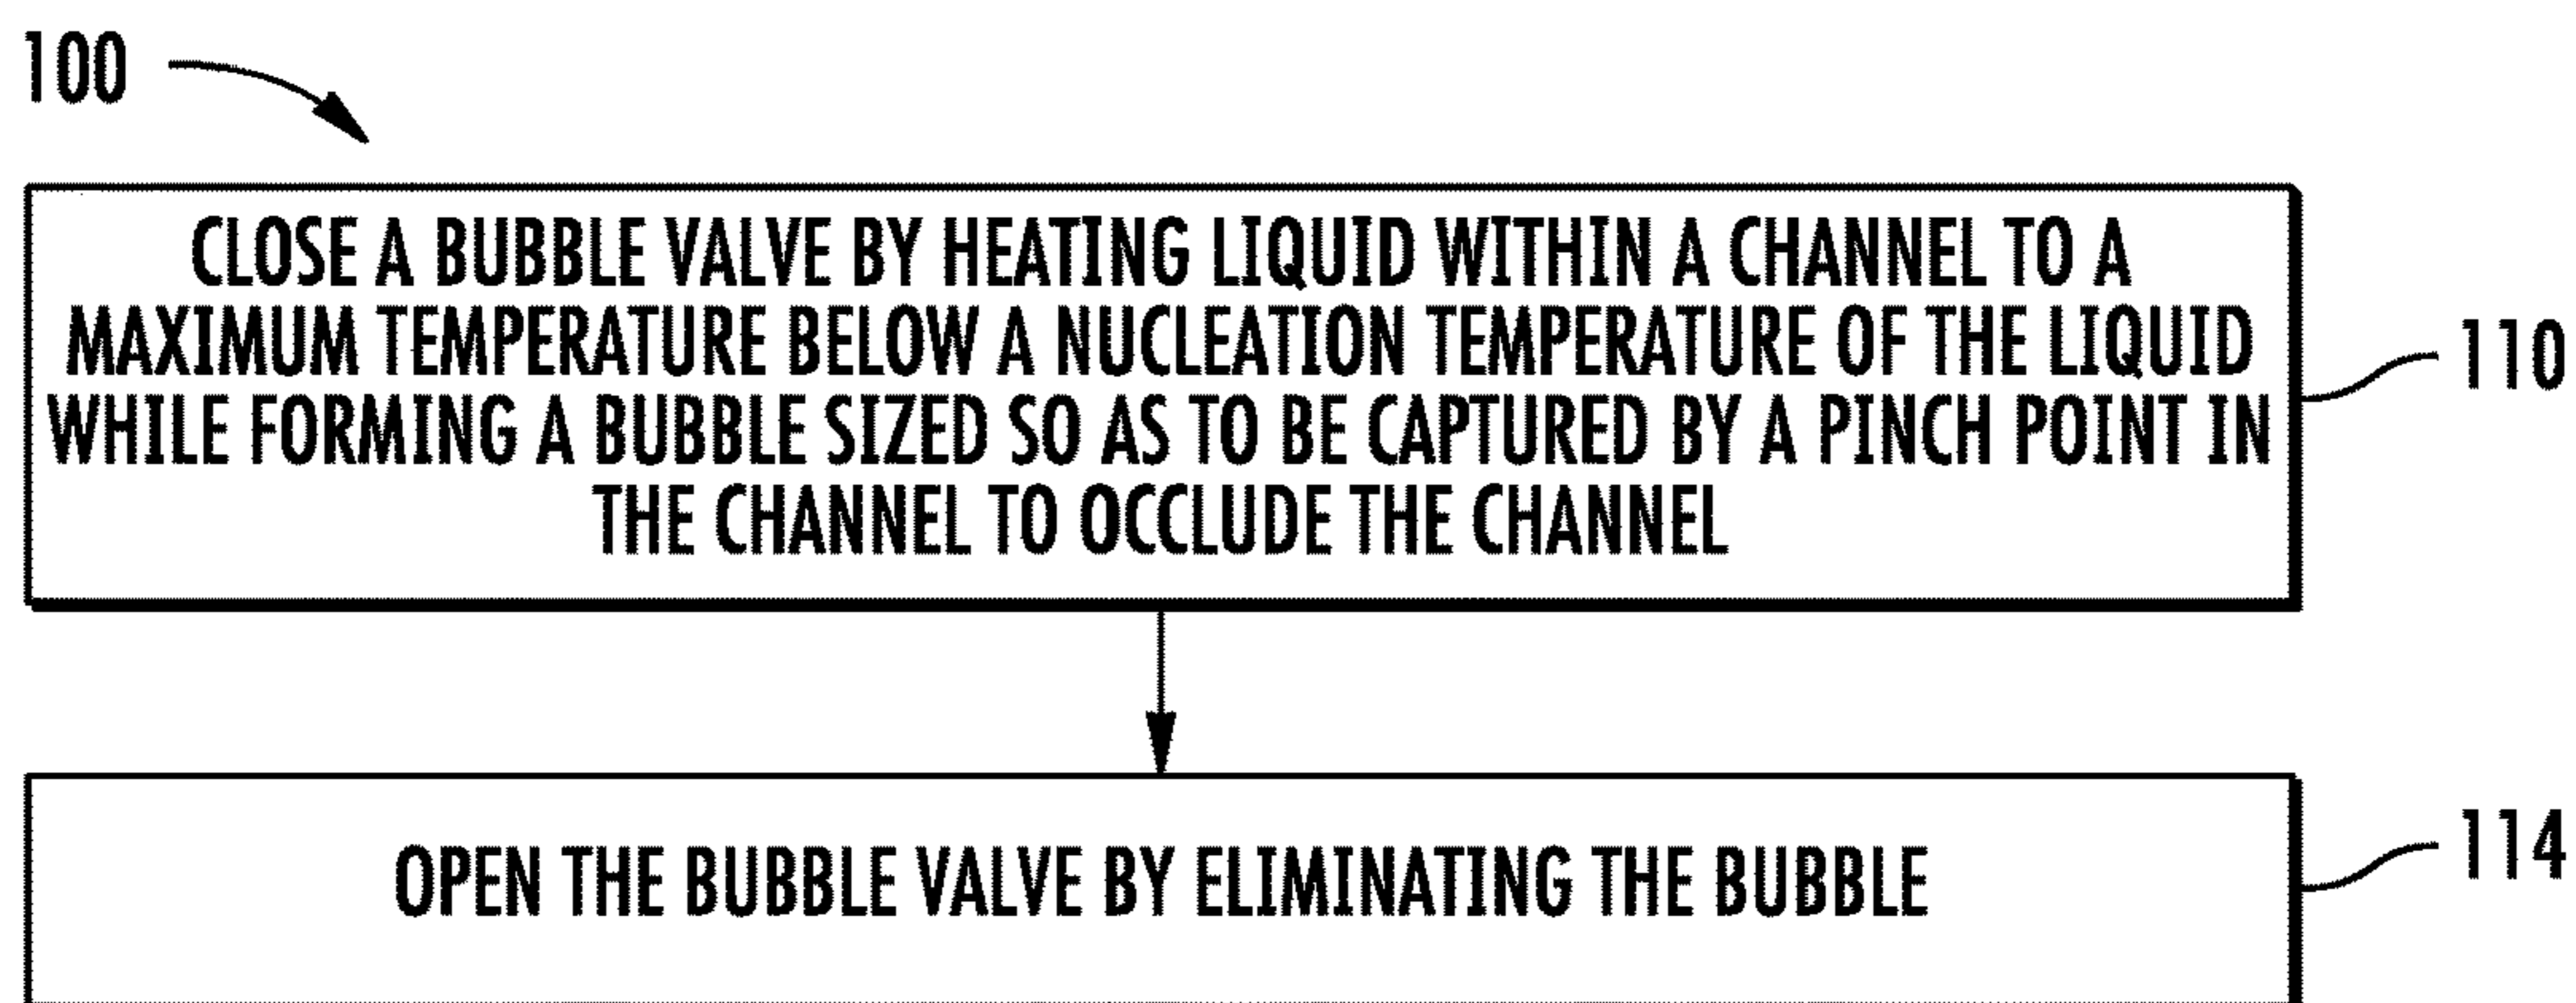 100
CLOSE A BUBBLE VALVE BY HEATING LIQUID WITHIN A CHANNEL TO A
MAXIMUM TEMPERATURE BELOW A NUCLEATION TEMPERATURE OF THE LIQUID
WHILE FORMING A BUBBLE SIZED SO AS TO BE CAPTURED BY A PINCH POINT IN
THE CHANNEL TO OCCLUDE THE CHANNEL
110
OPEN THE BUBBLE VALVE BY ELIMINATING THE BUBBLE
114